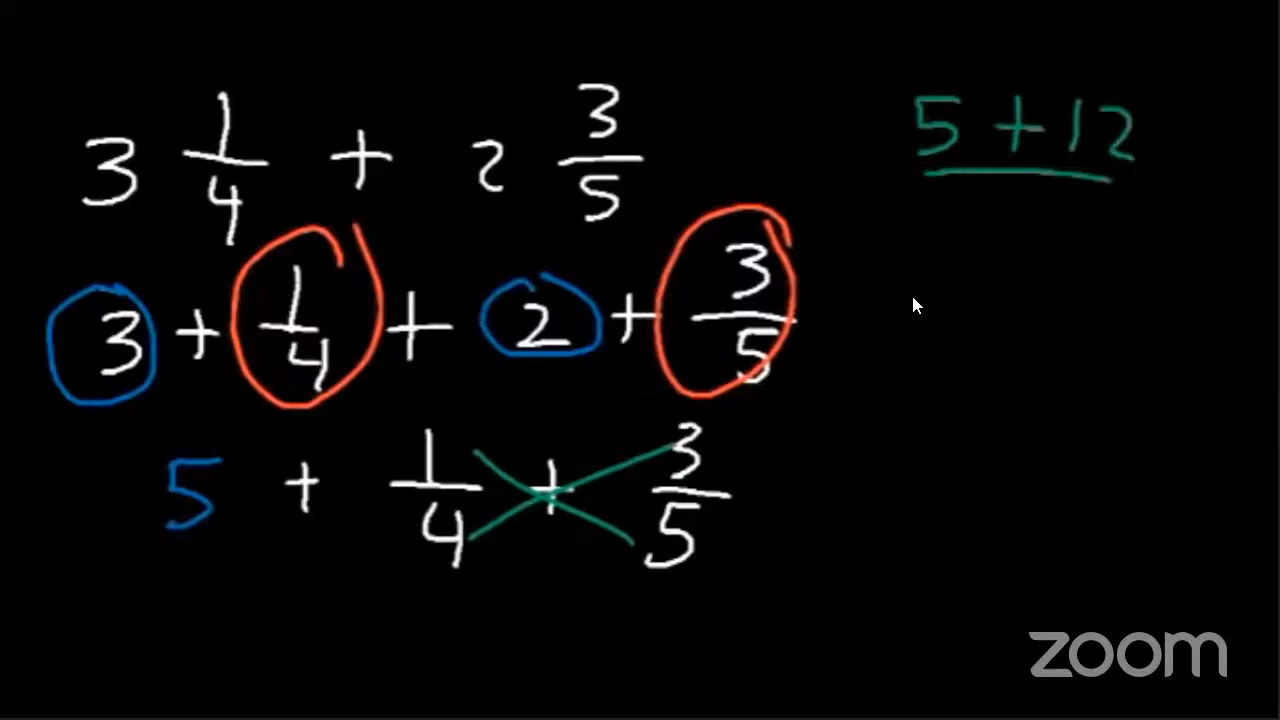 3 1/4 + 2 3/5
5 + 12
3 + 1/4 + 2 + 3/5
5 + 1/4 + 3/5
zoom